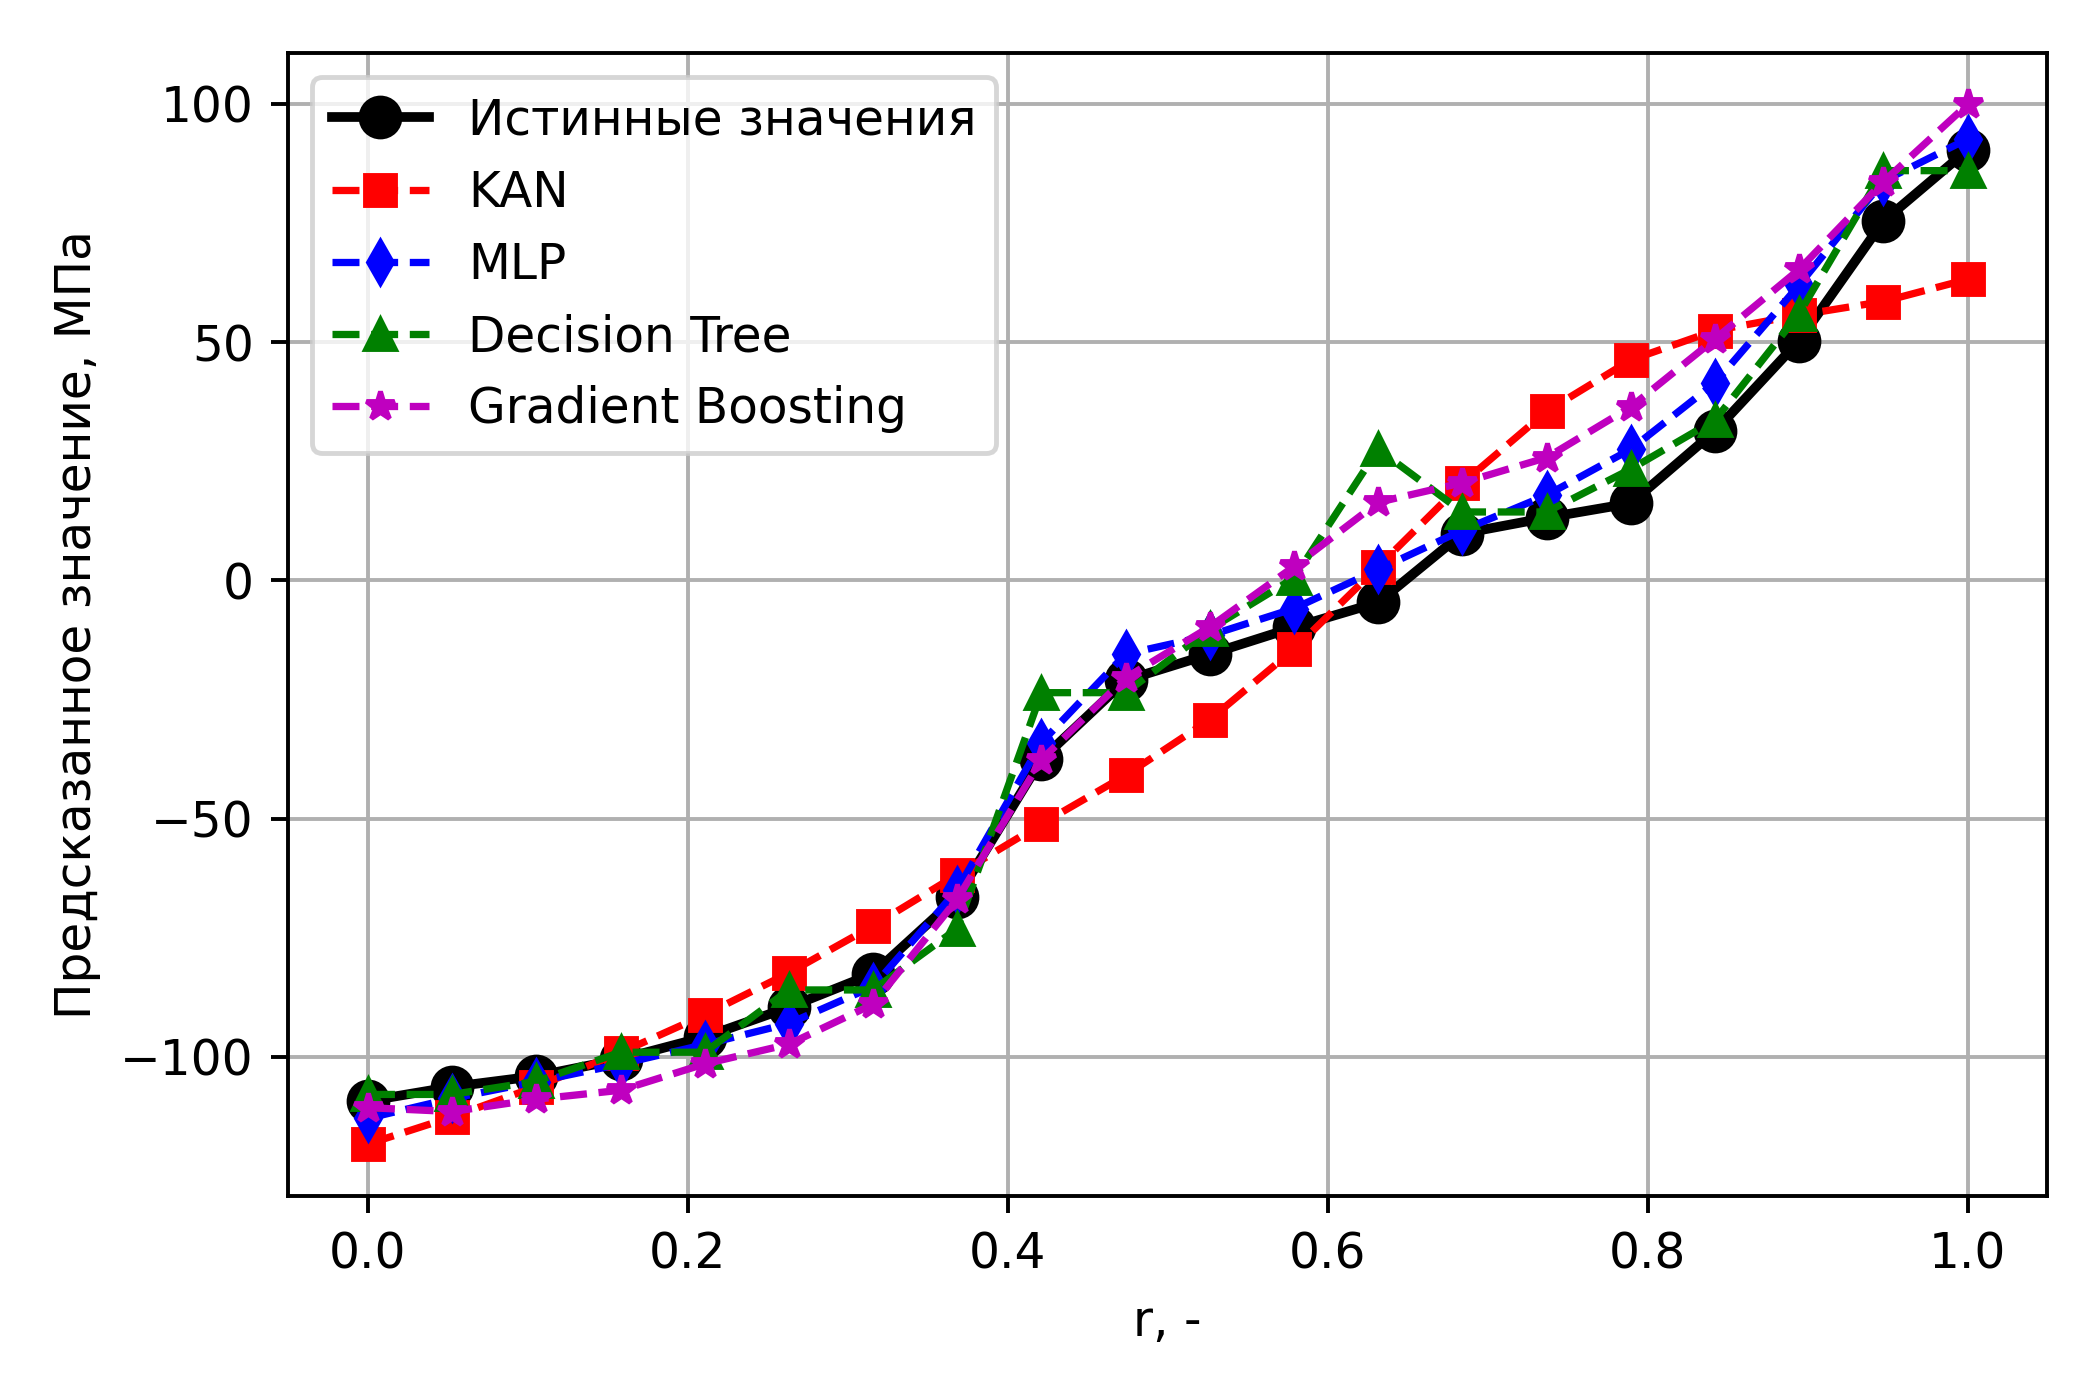 Истинные значения
KAN
MLP
Decision Tree
Gradient Boosting
Предсказанное значение, МПа
100
50
0
−50
−100
0.0 0.2 0.4 0.6 0.8 1.0
r, -